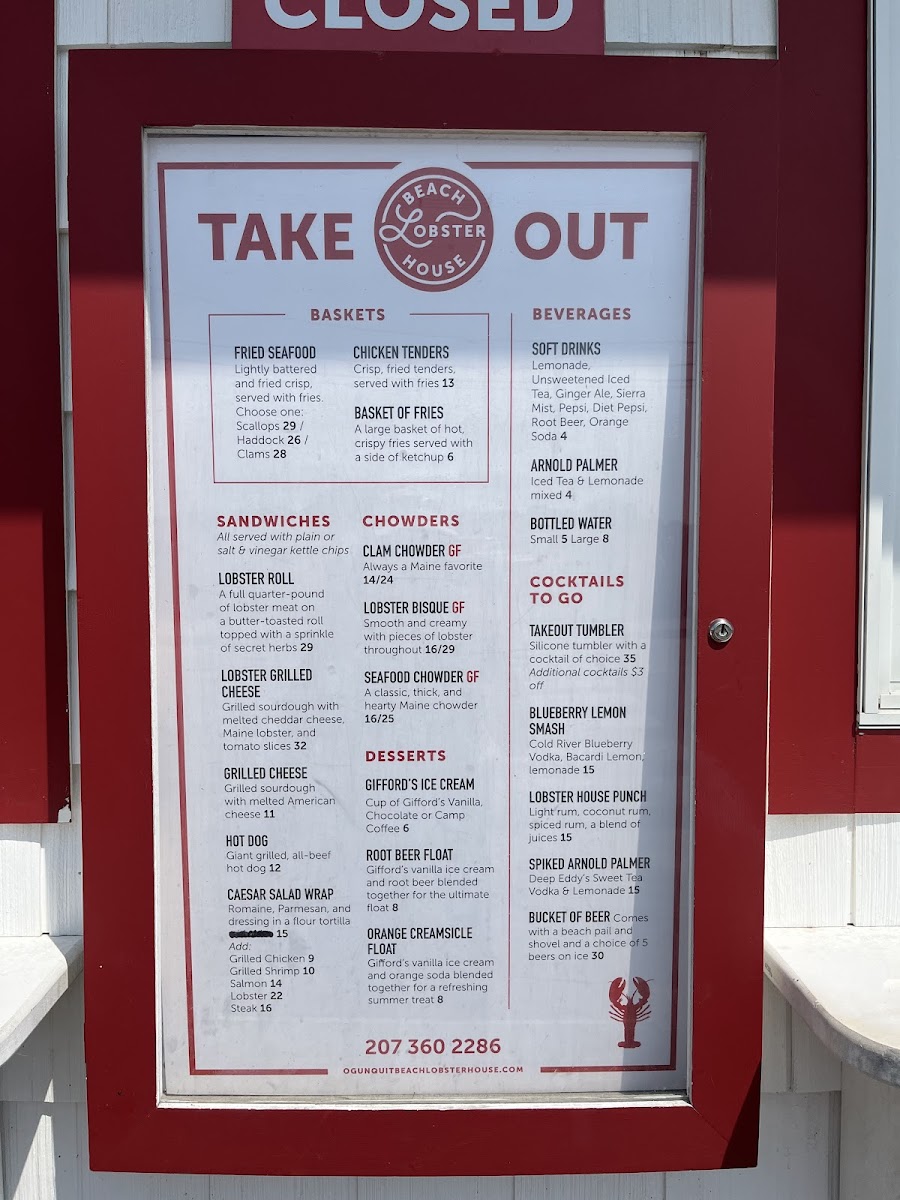 CLOSED
TAKE
BEACH
LOBSTER
HOUSE
OUT
BASKETS
FRIED SEAFOOD
Lightly battered
and fried crisp,
served with fries.
Choose one:
Scallops 29 /
Haddock 26 /
Clams 28
CHICKEN TENDERS
Crisp, fried tenders,
served with fries 13
BASKET OF FRIES
A large basket of hot,
crispy fries served with
a side of ketchup 6
SANDWICHES
All served with plain or
salt & vinegar kettle chips
LOBSTER ROLL
A full quarter-pound
of lobster meat on
a butter-toasted roll
topped with a sprinkle
of secret herbs 29
LOBSTER GRILLED
CHEESE
Grilled sourdough with
melted cheddar cheese,
Maine lobster, and
tomato slices 32
GRILLED CHEESE
Grilled sourdough
with melted American
cheese 11
HOT DOG
Giant grilled, all-beef
hot dog 12
CAESAR SALAD WRAP
Romaine, Parmesan, and
dressing in a flour tortilla
15
Add:
Grilled Chicken 9
Grilled Shrimp 10
Salmon 14
Lobster 22
Steak 16
CHOWDERS
CLAM CHOWDER GF
Always a Maine favorite
14/24
LOBSTER BISQUE GF
Smooth and creamy
with pieces of lobster
throughout 16/29
SEAFOOD CHOWDER GF
A classic, thick, and
hearty Maine chowder
16/25
DESSERTS
GIFFORD'S ICE CREAM
Cup of Gifford's Vanilla,
Chocolate or Camp
Coffee 6
ROOT BEER FLOAT
Gifford's vanilla ice cream
and root beer blended
together for the ultimate
float 8
ORANGE CREAMSICLE
FLOAT
Gifford's vanilla ice cream
and orange soda blended
together for a refreshing
summer treat 8
BEVERAGES
SOFT DRINKS
Lemonade,
Unsweetened Iced
Tea, Ginger Ale, Sierra
Mist, Pepsi, Diet Pepsi,
Root Beer, Orange
Soda 4
ARNOLD PALMER
Iced Tea & Lemonade
mixed 4
BOTTLED WATER
Small 5 Large 8
COCKTAILS
TO GO
TAKEOUT TUMBLER
Silicone tumbler with a
cocktail of choice 35
Additional cocktails $3
off
BLUEBERRY LEMON
SMASH
Cold River Blueberry
Vodka, Bacardi Lemon,
lemonade 15
LOBSTER HOUSE PUNCH
Light rum, coconut rum,
spiced rum, a blend of
juices 15
SPIKED ARNOLD PALMER
Deep Eddy's Sweet Tea
Vodka & Lemonade 15
BUCKET OF BEER Comes
with a beach pail and
shovel and a choice of 5
beers on ice 30
207 360 2286
OGUNQUITBEACHLOBSTERHOUSE.COM